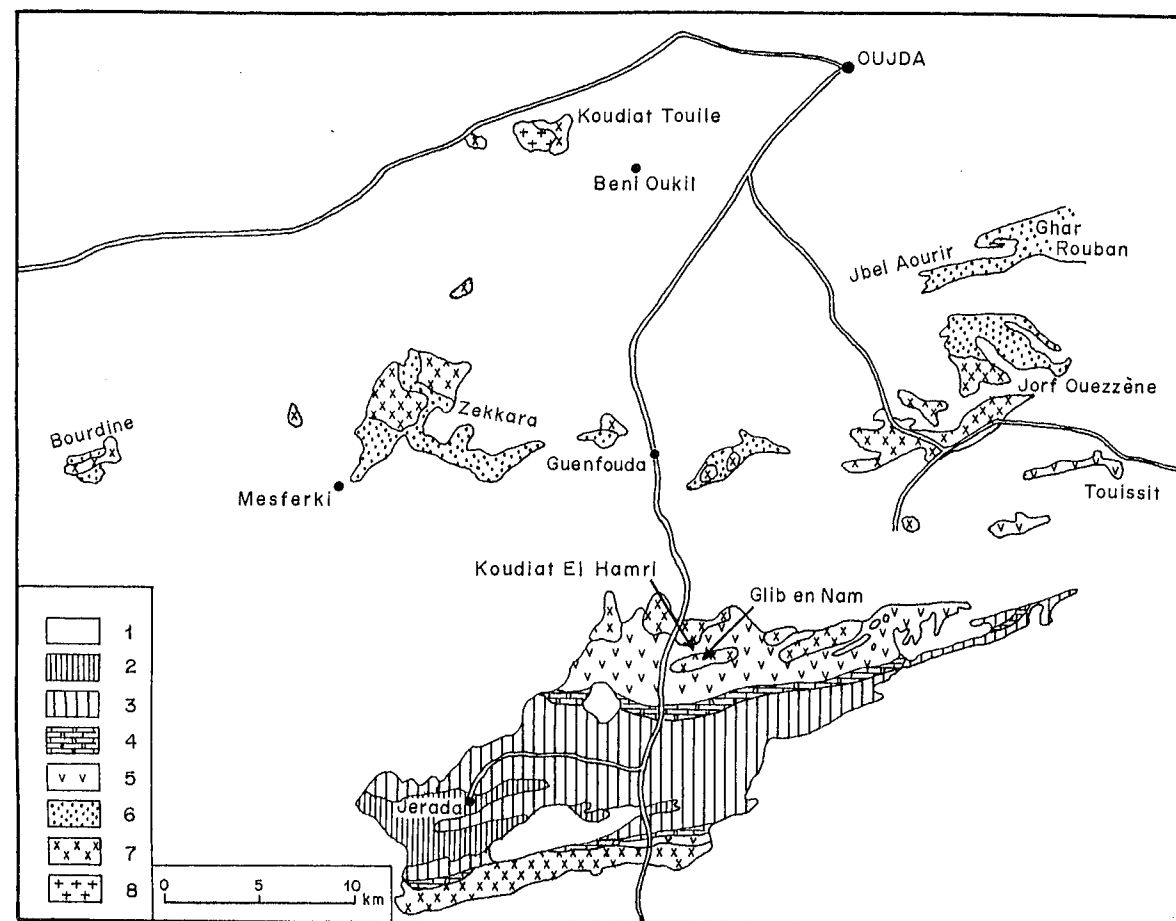 OUJDA
Koudiat Touile
Beni Oukil
Ghar
Rouban
Jbel Aourir
Jorf Ouezzène
Zekkara
Bourdine
Guenfouda
Mesferki
Touissit
Koudiat El Hamri
Glib en Nam
Jerada
1
2
3
4
5
6
7
8
0 5 10
km